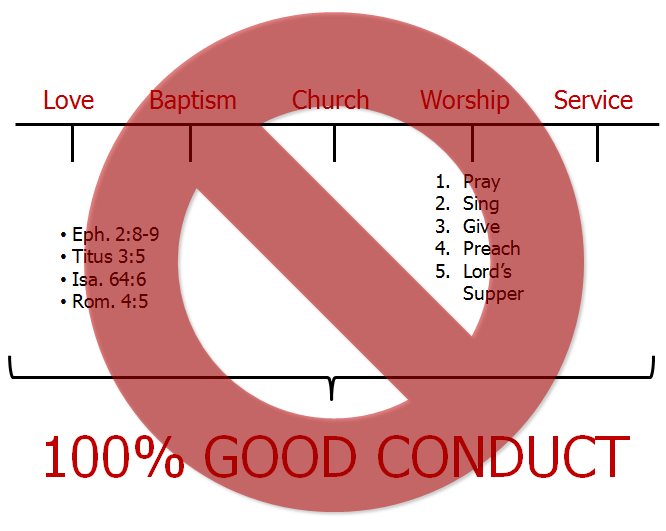 Love Baptism Church Worship Service
1. Pray
2. Sing
3. Give
4. Preach
5. Lord's
Supper
• Eph. 2:8-9
• Titus 3:5
• Isa. 64:6
• Rom. 4:5
100% GOOD CONDUCT